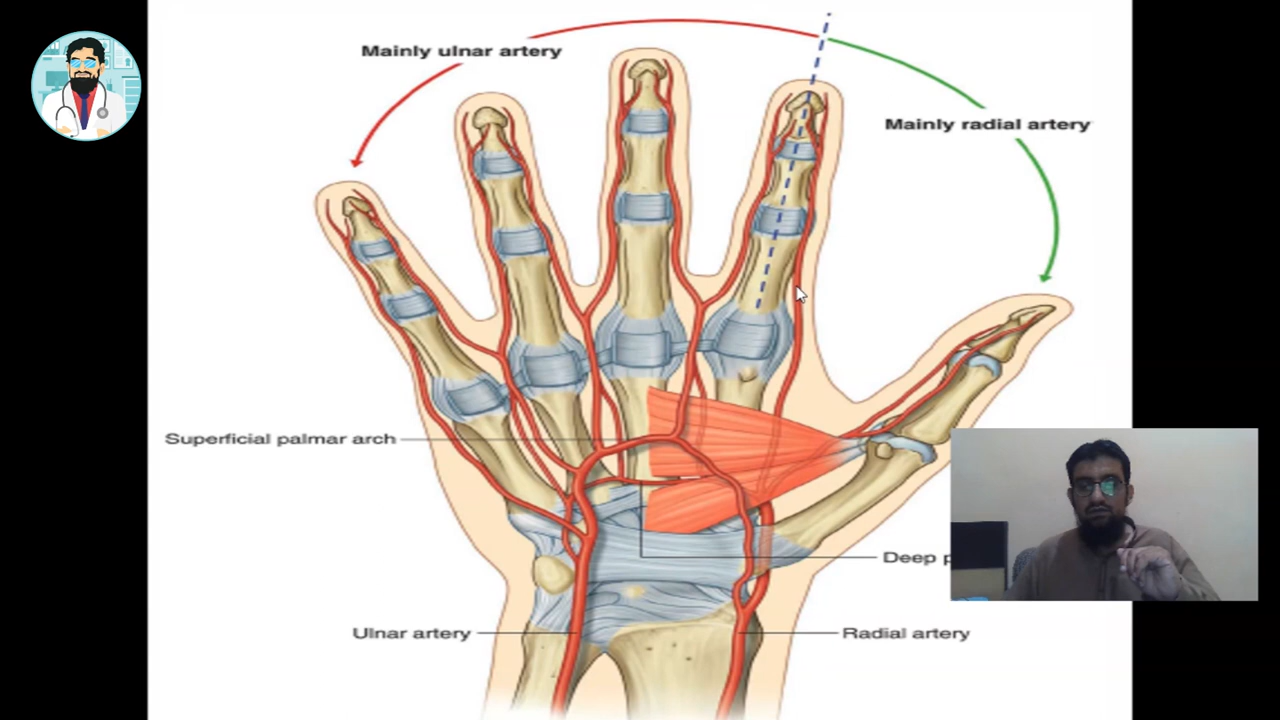 Mainly ulnar artery
Mainly radial artery
Superficial palmar arch
Deep
Ulnar artery
Radial artery